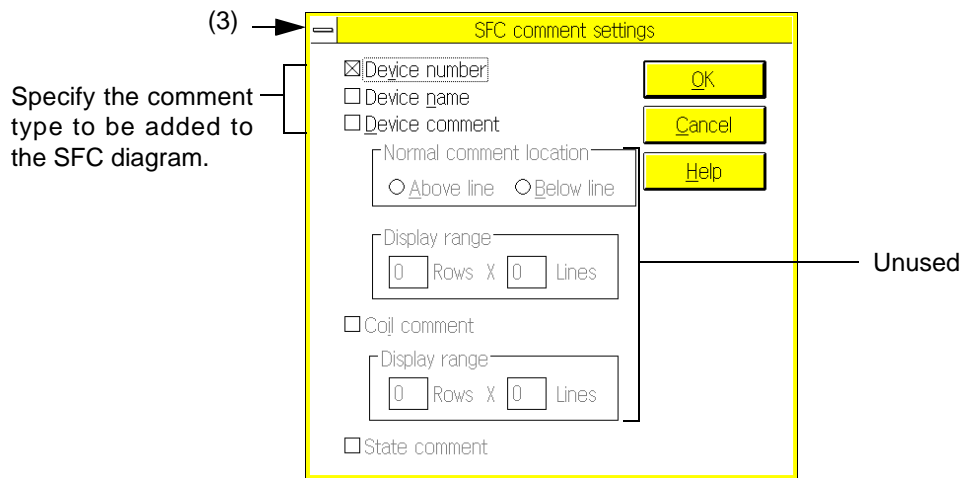 (3)
SFC comment settings
Device number
Device name
Device comment
Specify the comment
type to be added to
the SFC diagram.
OK
Cancel
Help
Normal comment location
Above line Below line
Display range
0 Rows X 0 Lines
Unused
Coil comment
Display range
0 Rows X 0 Lines
State comment